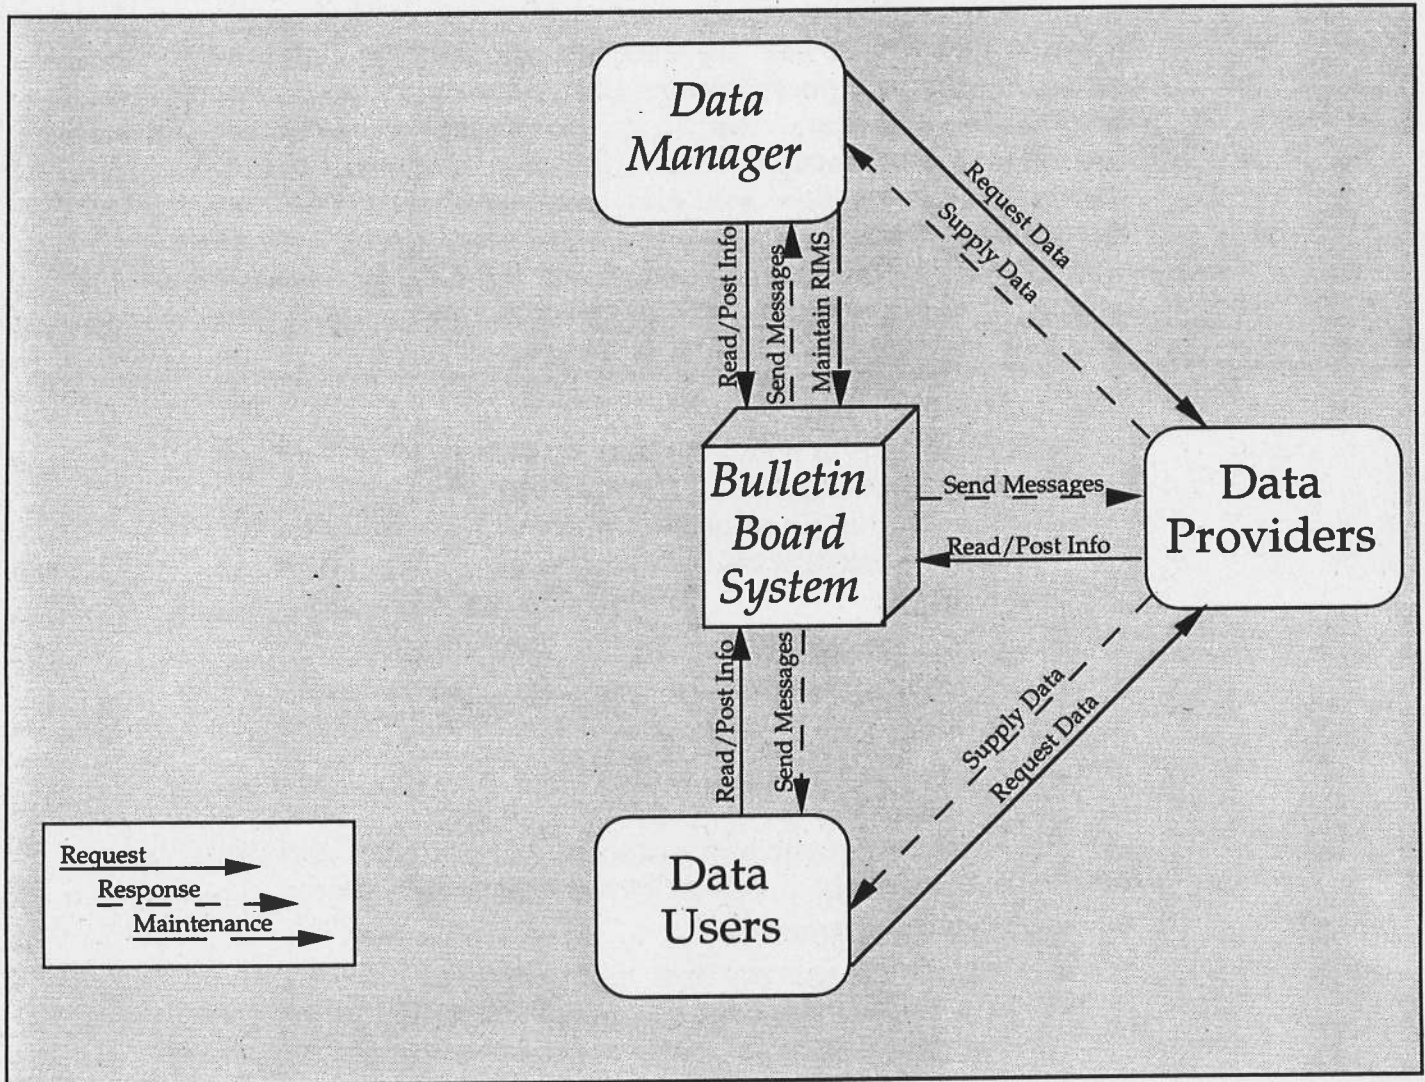 Data
Manager
Request Data
Supply Data
Read/Post Info
Send Messages
Maintain RIMS
Bulletin
Board
System
Send Messages
Read/Post Info
Data
Providers
Read/Post Info
Send Messages
Supply Data
Request Data
Data
Users
Request
Response
Maintenance